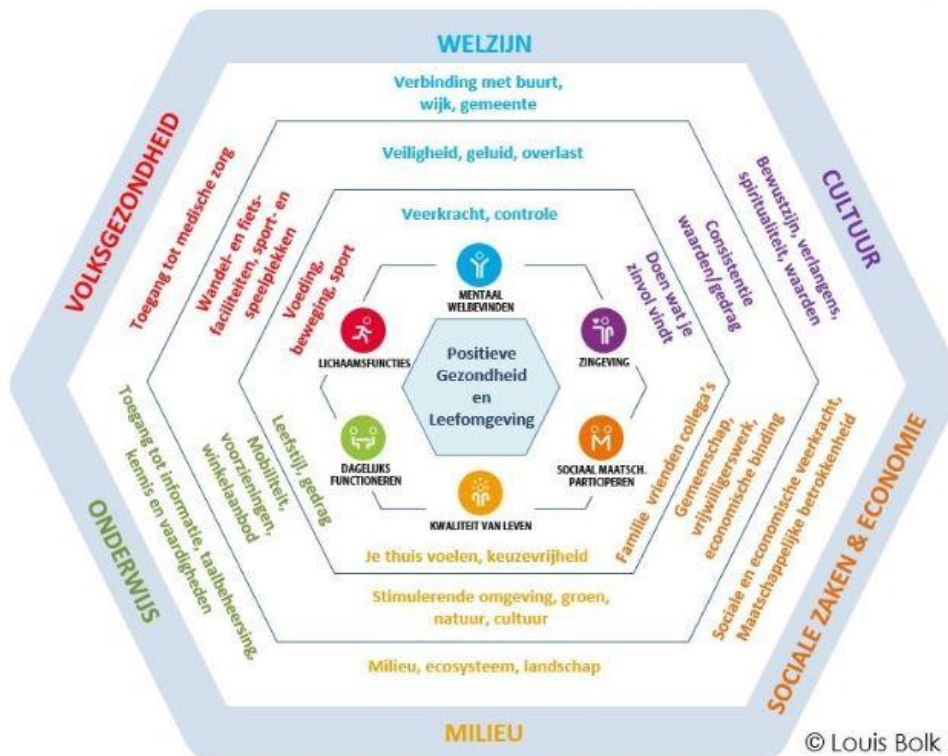 WELZIJN
Verbinding met buurt,
wijk, gemeente
Veiligheid, geluid, overlast
Veerkracht, controle
MENTAAL
WELBEVINDEN
VOLKSGEZONDHEID
Toegang tot medische zorg
Wandel- en fiets-
faciliteiten, sport- en
speelplekken
Voeding,
beweging, sport
LICHAAMSFUNCTIES
CULTUUR
Bewustzijn, verlangens,
spiritualiteit, waarden
Consistentie
waarden/gedrag
Doen wat je
zinvol vindt
ZINGEVING
Positieve
Gezondheid
en
Leefomgeving
ONDERWIJS
Toegang tot informatie, taalbeheersing,
kennis en vaardigheden
Mobiliteit,
voorzieningen,
winkelaanbod
Leefstijl, gedrag
DAGELIJKS
FUNCTIONEREN
SOCIAAL MAATSCH.
PARTICIPEREN
Familie vrienden collega's
Gemeenschap,
vrijwilligerswerk,
economische binding
Sociale en economische veerkracht,
Maatschappelijke betrokkenheid
SOCIALE ZAKEN & ECONOMIE
KWALITEIT VAN LEVEN
Je thuis voelen, keuzevrijheid
Stimulerende omgeving, groen,
natuur, cultuur
Milieu, ecosysteem, landschap
MILIEU
© Louis Bolk